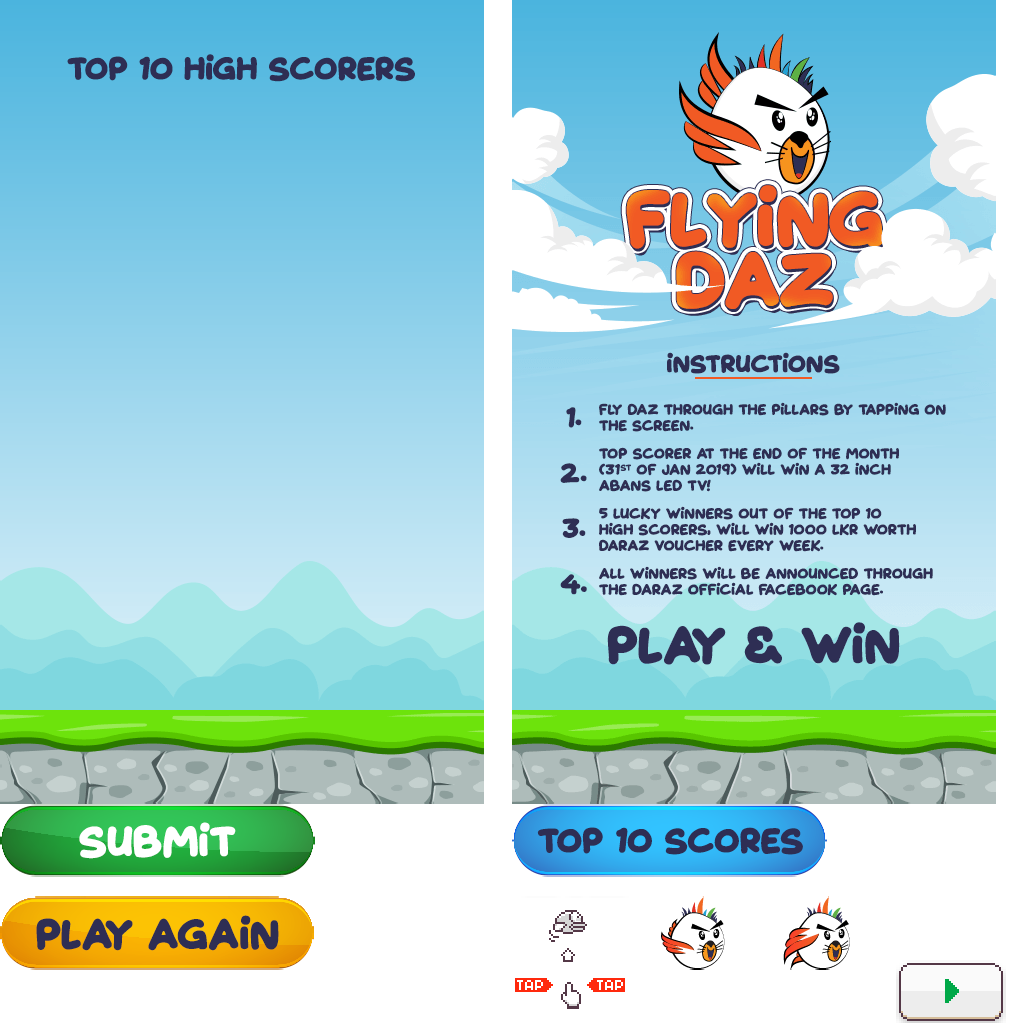 TOP 10 HiGH SCORERS
FLYiNG
DAZ
iNSTRUCTiONS
1. FLY DAZ THROUGH THE PiLLARS BY TAPPiNG ON
THE SCREEN.
2. TOP SCORER AT THE END OF THE MONTH
(31ST OF JAN 2019) WiLL WiN A 32 iNCH
ABANS LED TV!
3. 5 LUCKY WiNNERS OUT OF THE TOP 10
HiGH SCORERS, WiLL WiN 1000 LKR WORTH
DARAZ VOUCHER EVERY WEEK.
4. ALL WiNNERS WiLL BE ANNOUNCED THROUGH
THE DARAZ OFFiCiAL FACEBOOK PAGE.
PLAY & WiN
SUBMiT
TOP 10 SCORES
PLAY AGAiN
TAP TAP